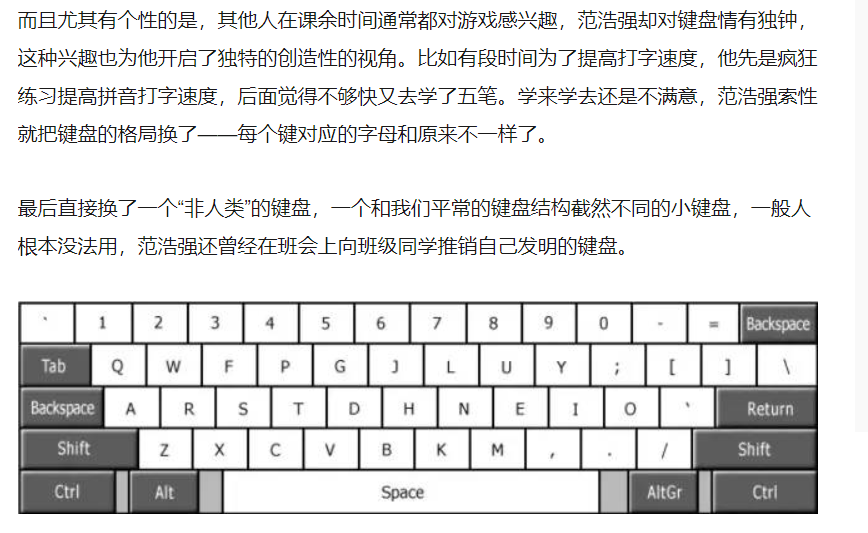 而且尤其有个性的是，其他人在课余时间通常都对游戏感兴趣，范浩强却对键盘情有独钟，
这种兴趣也为他开启了独特的创造性的视角。比如有段时间为了提高打字速度，他先是疯狂
练习提高拼音打字速度，后面觉得不够快又去学了五笔。学来学去还是不满意，范浩强索性
就把键盘的格局换了——每个键对应的字母和原来不一样了。
最后直接换了一个“非人类”的键盘，一个和我们平常的键盘结构截然不同的小键盘，一般人
根本没法用，范浩强还曾经在班会上向班级同学推销自己发明的键盘。
` 1 2 3 4 5 6 7 8 9 0 - = Backspace
Tab Q W F P G J L U Y ; [ ] \
Backspace A R S T D H N E I O ` Return
Shift Z X C V B K M , . / Shift
Ctrl Alt Space AltGr Ctrl